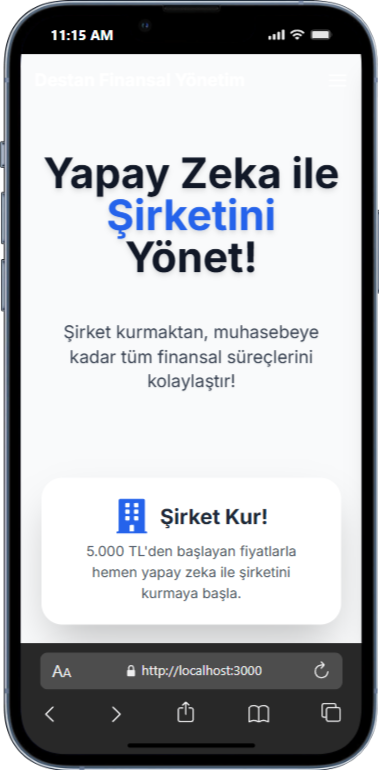 11:15 AM
Destan Finansal Yönetim
Yapay Zeka ile
Şirketini
Yönet!
Şirket kurmaktan, muhasebeye
kadar tüm finansal süreçlerini
kolaylaştır!
Şirket Kur!
5.000 TL'den başlayan fiyatlarla
hemen yapay zeka ile şirketini
kurmaya başla.
AA
http://localhost:3000